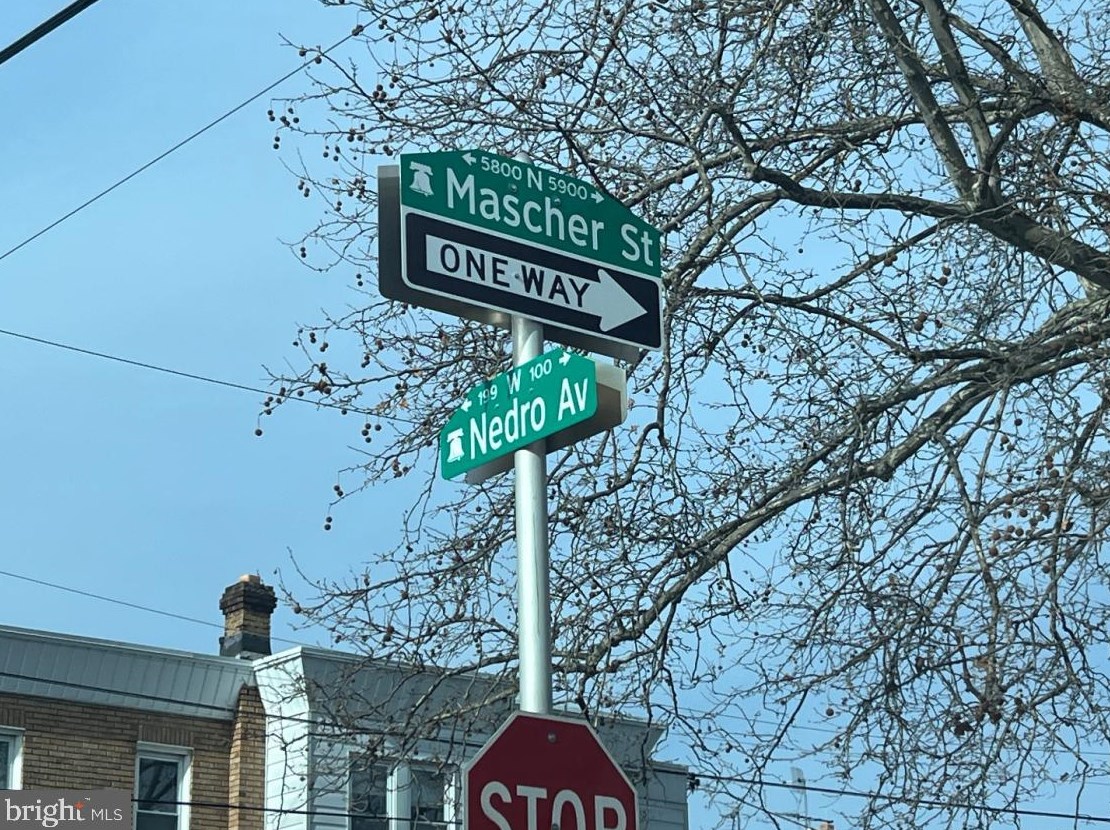 ← 5800 N 5900 →
Mascher St
ONE WAY
← 199 W 100 →
Nedro Av
STOP
bright MLS